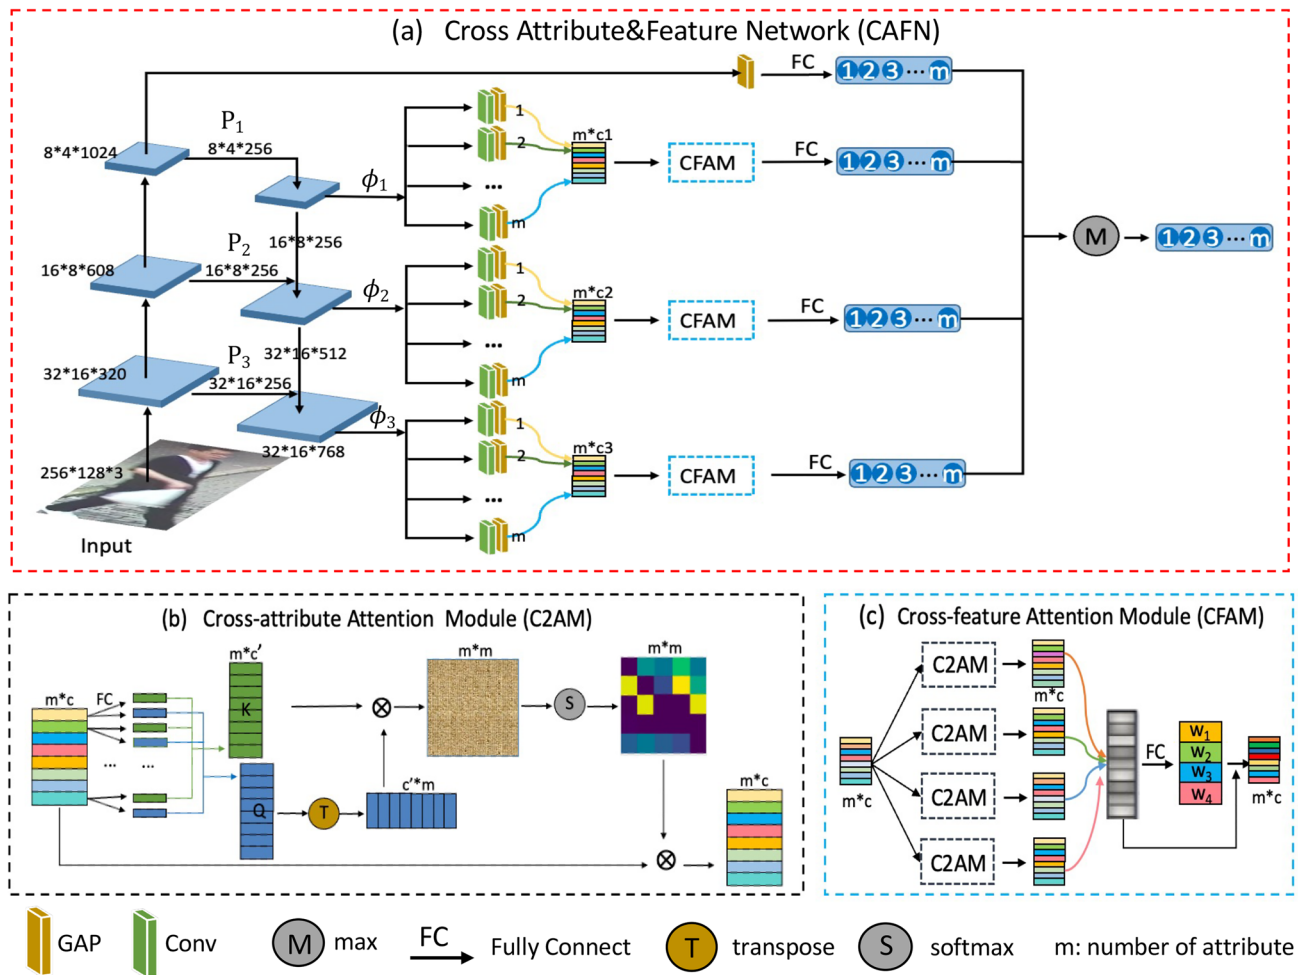 (a) Cross Attribute&Feature Network (CAFN)
FC
1 2 3 ··· m
P1
8*4*1024
8*4*256
ϕ1
1
2
...
m
m*c1
CFAM
FC
1 2 3 ··· m
16*8*256
P2
16*8*608
16*8*256
ϕ2
1
2
...
m
m*c2
CFAM
FC
1 2 3 ··· m
M
1 2 3 ··· m
32*16*512
P3
32*16*320
32*16*256
ϕ3
1
2
...
m
m*c3
CFAM
FC
1 2 3 ··· m
32*16*768
256*128*3
Input
(b) Cross-attribute Attention Module (C2AM)
m*c'
m*m
m*m
m*c
FC
K
S
... ...
c'*m
Q
T
m*c
(c) Cross-feature Attention Module (CFAM)
C2AM
m*c
C2AM
FC
w1
w2
w3
w4
m*c
m*c
C2AM
C2AM
GAP
Conv
M max
FC Fully Connect
T transpose
S softmax
m: number of attribute